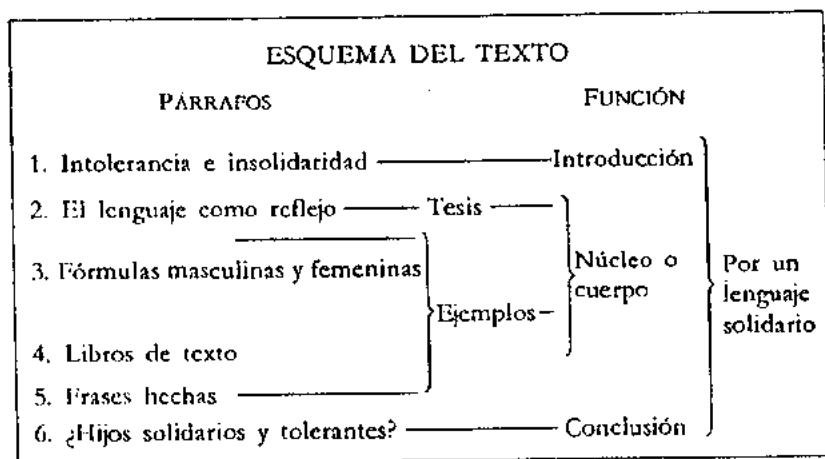 ESQUEMA DEL TEXTO
PÁRRAFOS FUNCIÓN
1. Intolerancia e insolidaridad Introducción
2. El lenguaje como reflejo Tesis
3. Fórmulas masculinas y femeninas
Núcleo o
cuerpo
Por un
lenguaje
solidario
Ejemplos
4. Libros de texto
5. Frases hechas
6. ¿Hijos solidarios y tolerantes? Conclusión